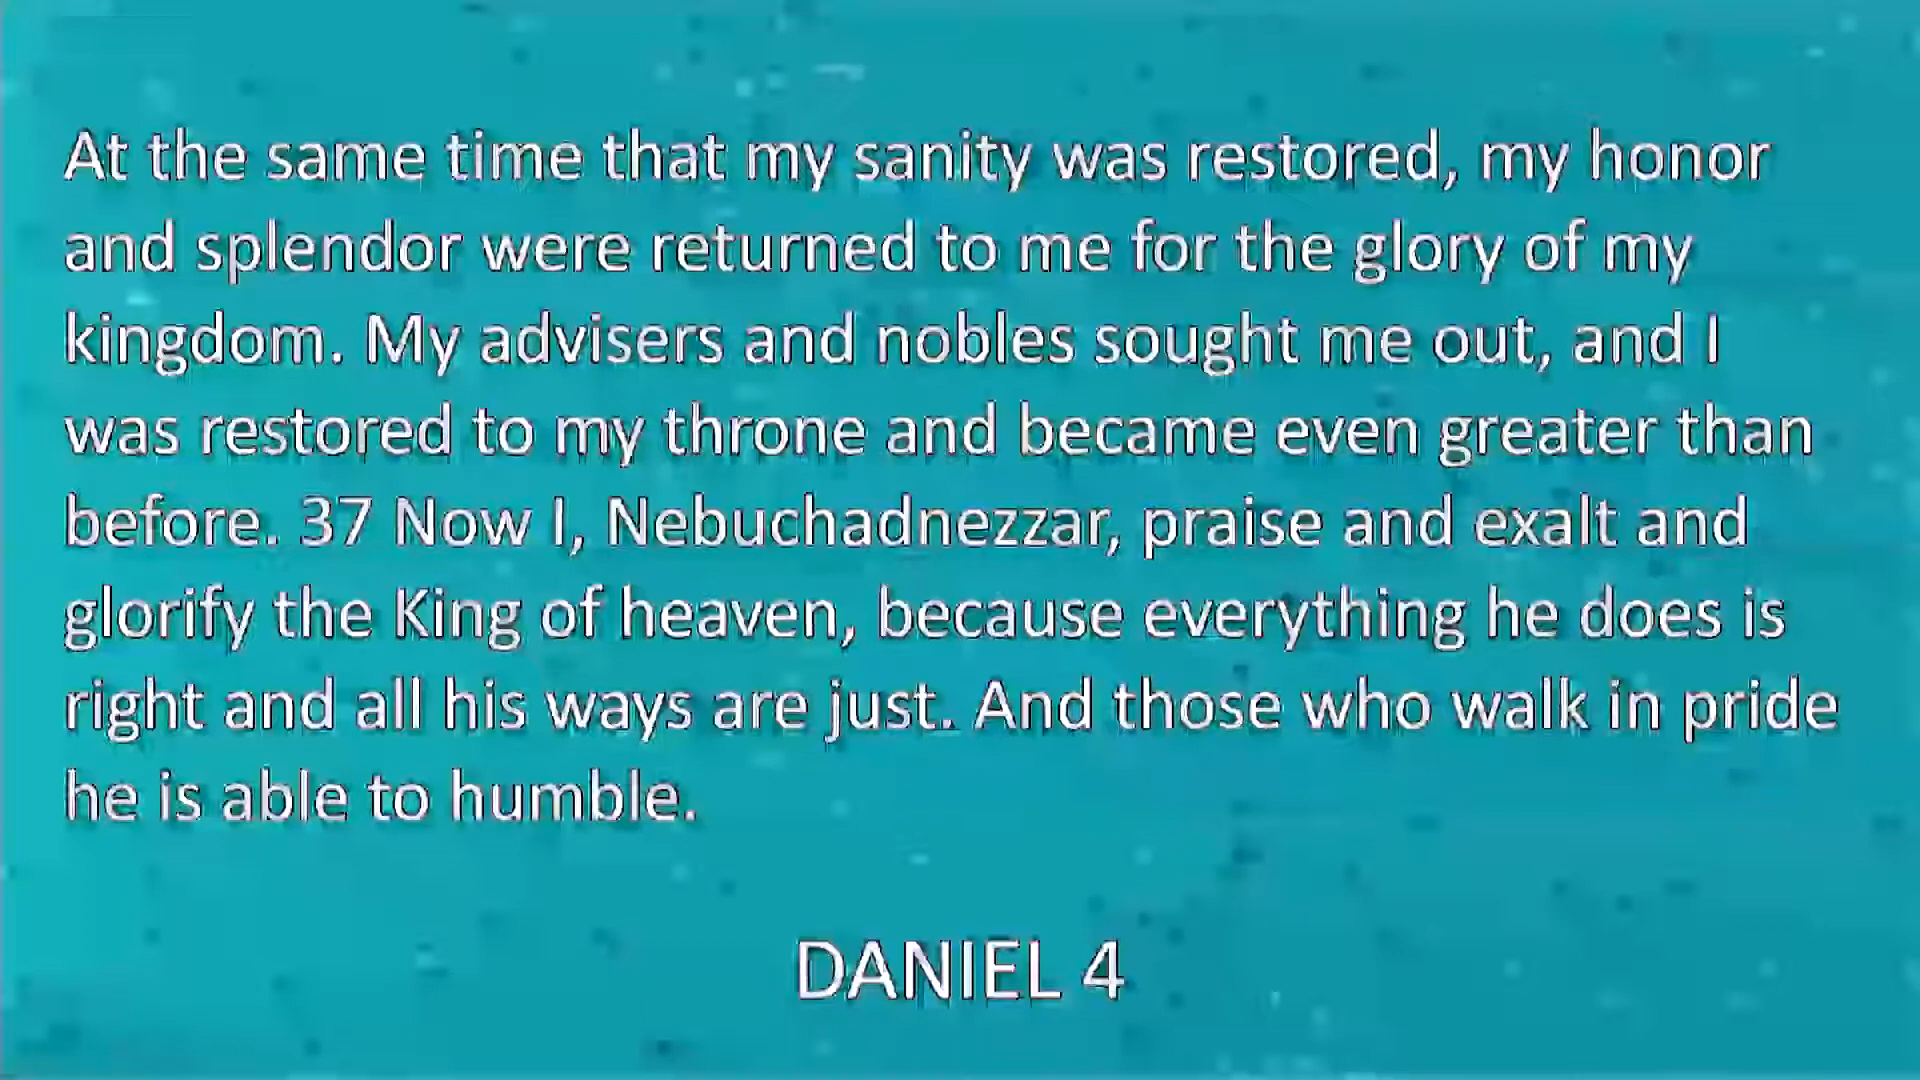 At the same time that my sanity was restored, my honor
and splendor were returned to me for the glory of my
kingdom. My advisers and nobles sought me out, and I
was restored to my throne and became even greater than
before. 37 Now I, Nebuchadnezzar, praise and exalt and
glorify the King of heaven, because everything he does is
right and all his ways are just. And those who walk in pride
he is able to humble.
DANIEL 4